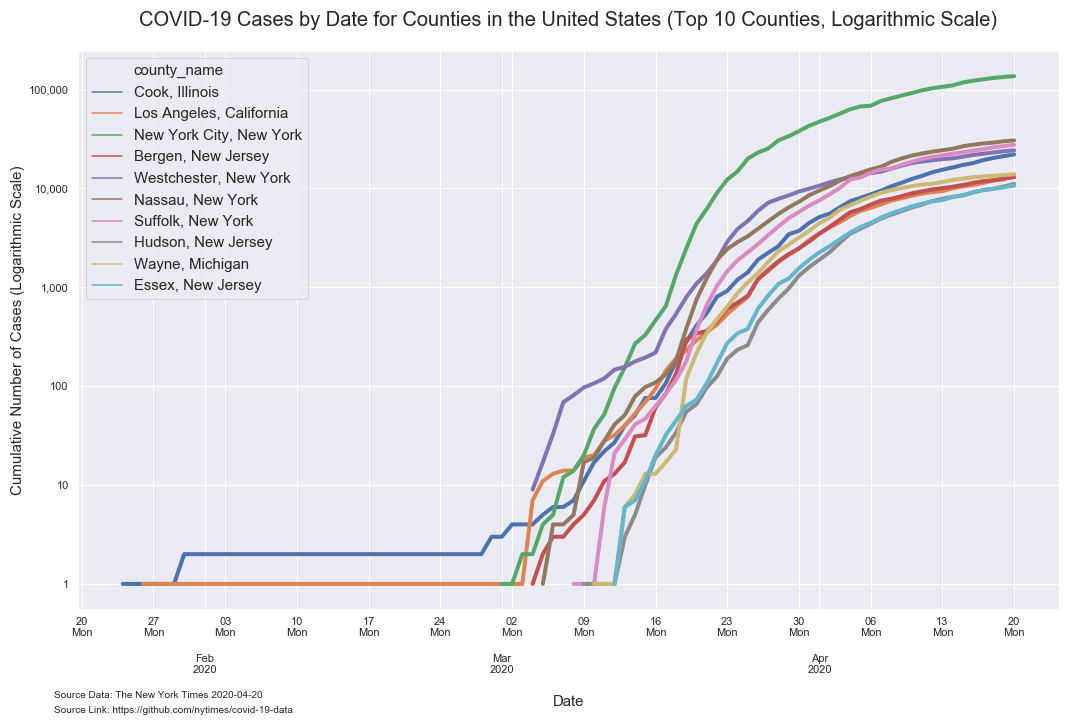 COVID-19 Cases by Date for Counties in the United States (Top 10 Counties, Logarithmic Scale)
Cumulative Number of Cases (Logarithmic Scale)
100,000
10,000
1,000
100
10
1
county_name
Cook, Illinois
Los Angeles, California
New York City, New York
Bergen, New Jersey
Westchester, New York
Nassau, New York
Suffolk, New York
Hudson, New Jersey
Wayne, Michigan
Essex, New Jersey
20 27 03 10 17 24 02 09 16 23 30 06 13 20
Mon Mon Mon Mon Mon Mon Mon Mon Mon Mon Mon Mon Mon Mon
Feb Mar Apr
2020 2020 2020
Date
Source Data: The New York Times 2020-04-20
Source Link: https://github.com/nytimes/covid-19-data